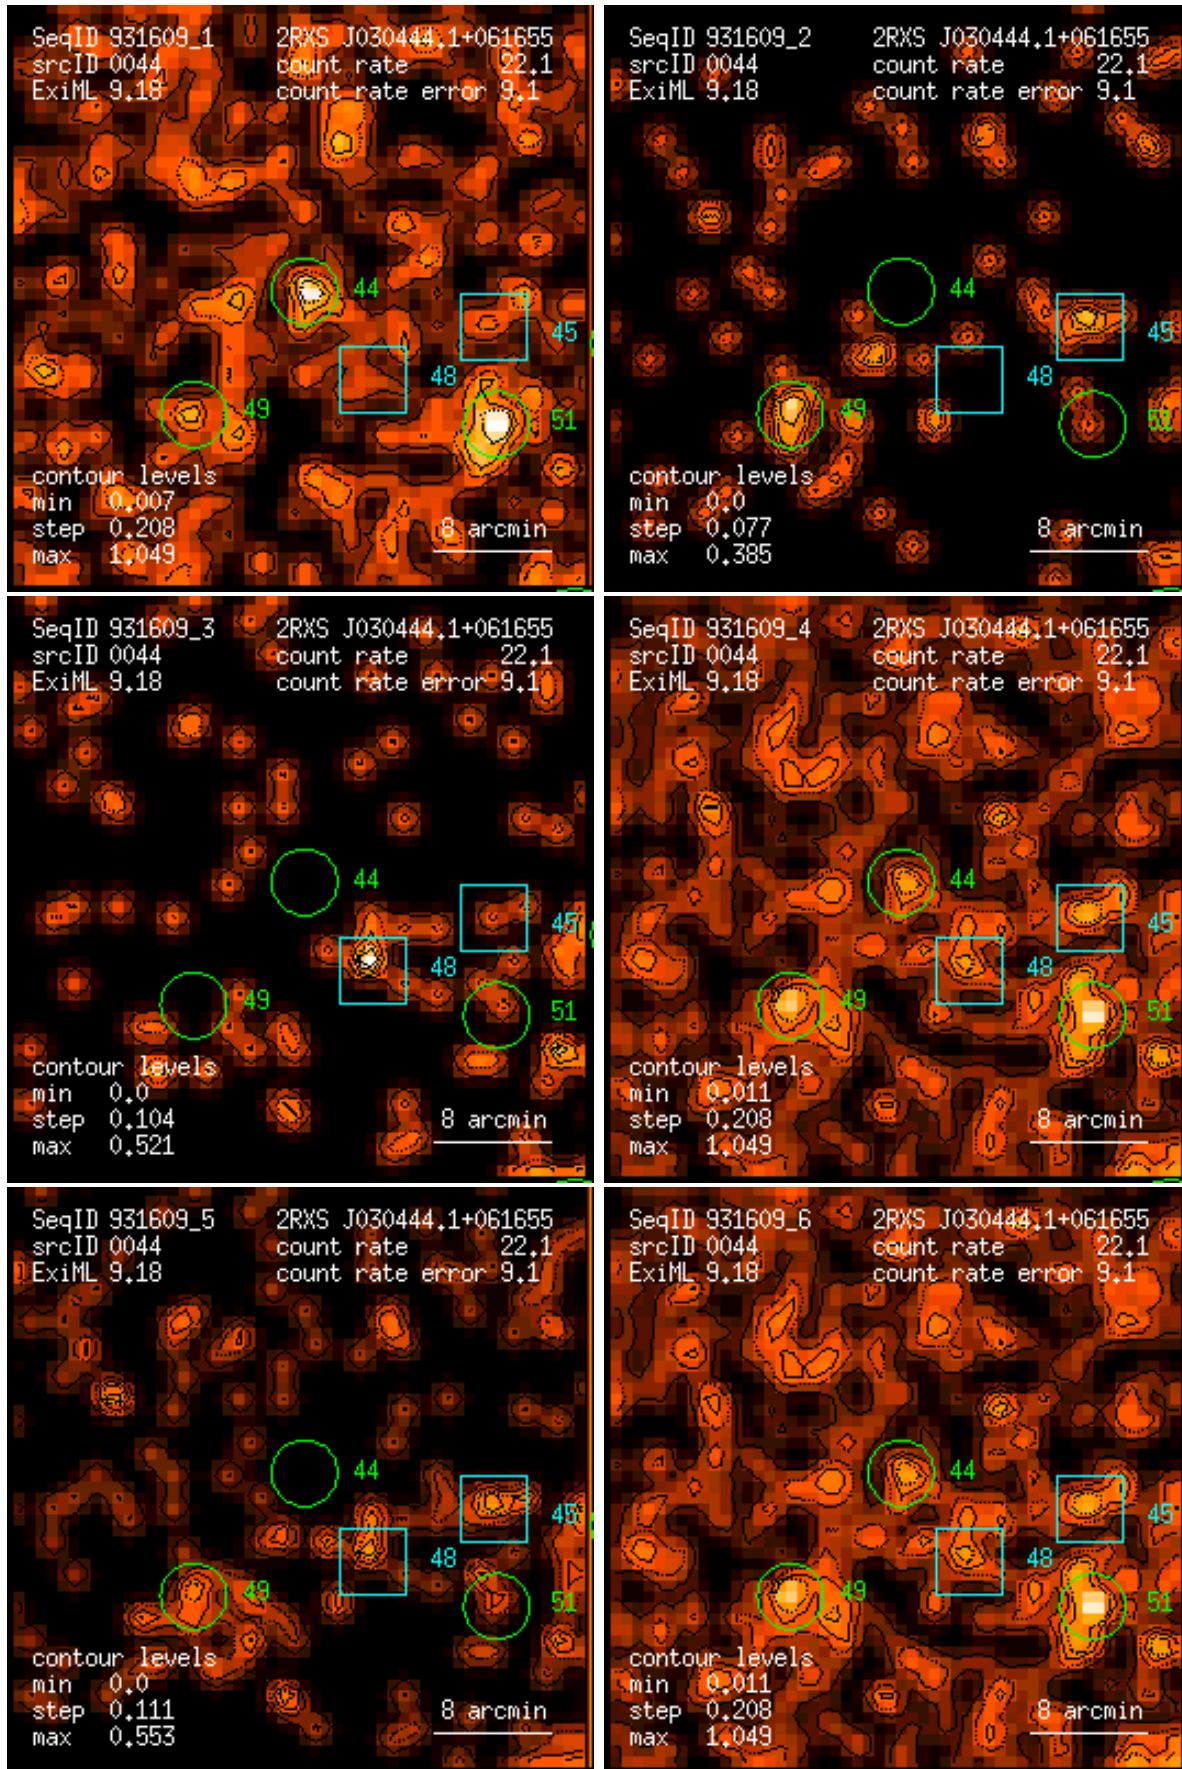 SeqID 931609_1 2RXS J030444.1+061655
srcID 0044 count rate 22.1
ExiML 9.18 count rate error 9.1
44
45
48
49
51
contour levels
min 0.007
step 0.208
max 1.049
8 arcmin
SeqID 931609_2 2RXS J030444.1+061655
srcID 0044 count rate 22.1
ExiML 9.18 count rate error 9.1
44
45
48
49
51
contour levels
min 0.0
step 0.077
max 0.385
8 arcmin
SeqID 931609_3 2RXS J030444.1+061655
srcID 0044 count rate 22.1
ExiML 9.18 count rate error 9.1
44
45
48
49
51
contour levels
min 0.0
step 0.104
max 0.521
8 arcmin
SeqID 931609_4 2RXS J030444.1+061655
srcID 0044 count rate 22.1
ExiML 9.18 count rate error 9.1
44
45
48
49
51
contour levels
min 0.011
step 0.208
max 1.049
8 arcmin
SeqID 931609_5 2RXS J030444.1+061655
srcID 0044 count rate 22.1
ExiML 9.18 count rate error 9.1
44
45
48
49
51
contour levels
min 0.0
step 0.111
max 0.553
8 arcmin
SeqID 931609_6 2RXS J030444.1+061655
srcID 0044 count rate 22.1
ExiML 9.18 count rate error 9.1
44
45
48
49
51
contour levels
min 0.011
step 0.208
max 1.049
8 arcmin